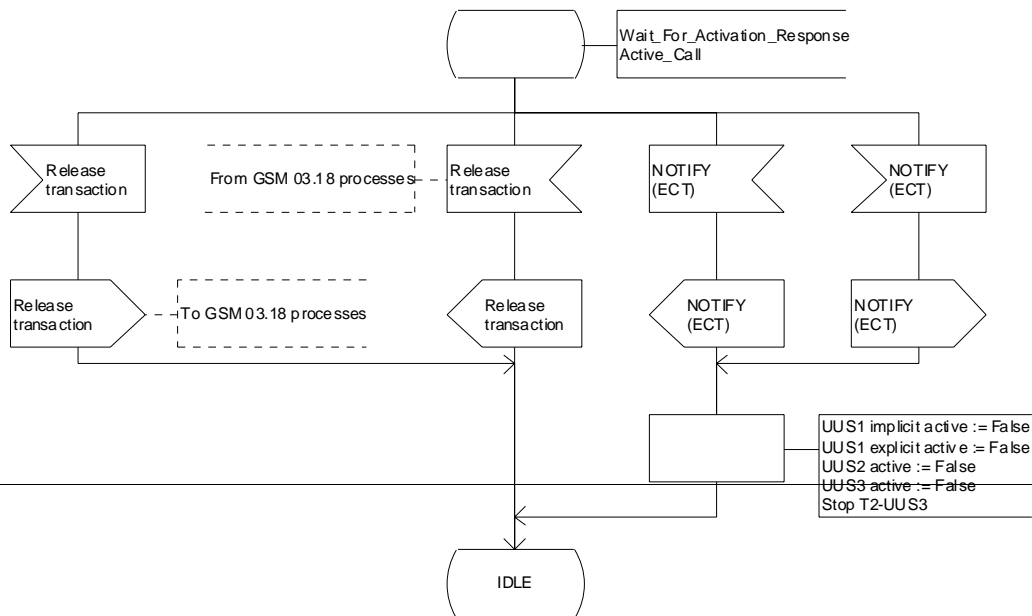 Wait_For_Activation_Response
Active_Call
Release
transaction
From GSM 03.18 processes
Release
transaction
NOTIFY
(ECT)
NOTIFY
(ECT)
Release
transaction
To GSM 03.18 processes
Release
transaction
NOTIFY
(ECT)
NOTIFY
(ECT)
UUS1 implicit active := False
UUS1 explicit active := False
UUS2 active := False
UUS3 active := False
Stop T2-UUS3
IDLE